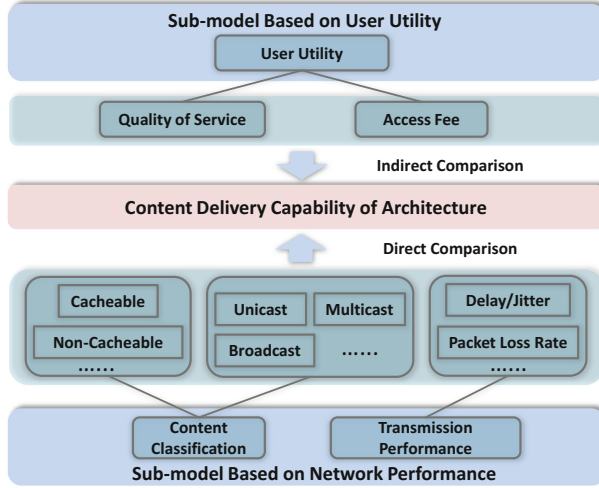 Sub-model Based on User Utility
User Utility
Quality of Service
Access Fee
Indirect Comparison
Content Delivery Capability of Architecture
Direct Comparison
Cacheable
Non-Cacheable
......
Unicast
Multicast
Broadcast
......
Delay/Jitter
Packet Loss Rate
......
Content
Classification
Transmission
Performance
Sub-model Based on Network Performance